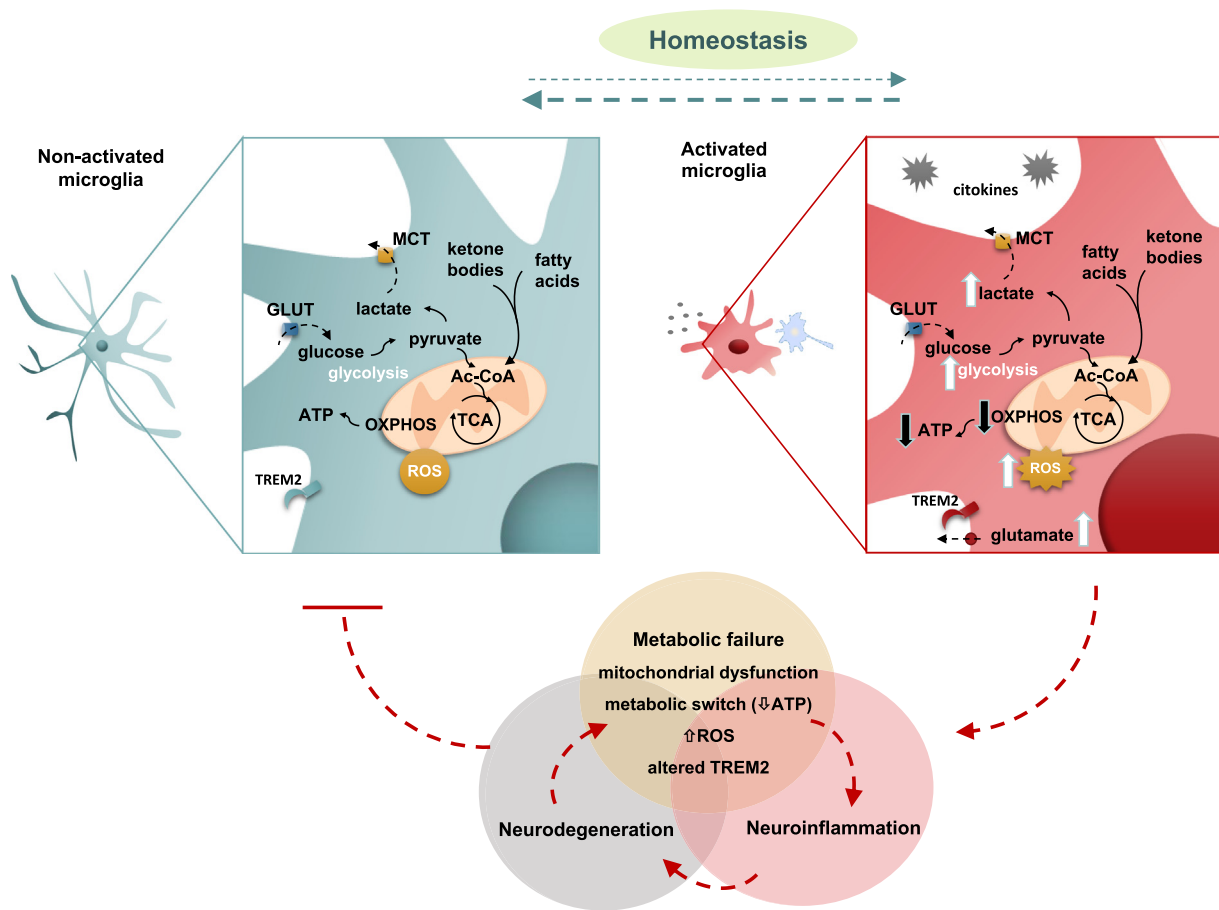 Homeostasis
Non-activated
microglia
MCT
ketone
bodies
fatty
acids
lactate
GLUT
glucose
pyruvate
glycolysis
Ac-CoA
ATP
OXPHOS
TCA
ROS
TREM2
Activated
microglia
citokines
MCT
ketone
bodies
fatty
acids
lactate
GLUT
glucose
pyruvate
glycolysis
Ac-CoA
ATP
OXPHOS
TCA
ROS
TREM2
glutamate
Metabolic failure
mitochondrial dysfunction
metabolic switch (⇩ATP)
⇧ROS
altered TREM2
Neurodegeneration
Neuroinflammation